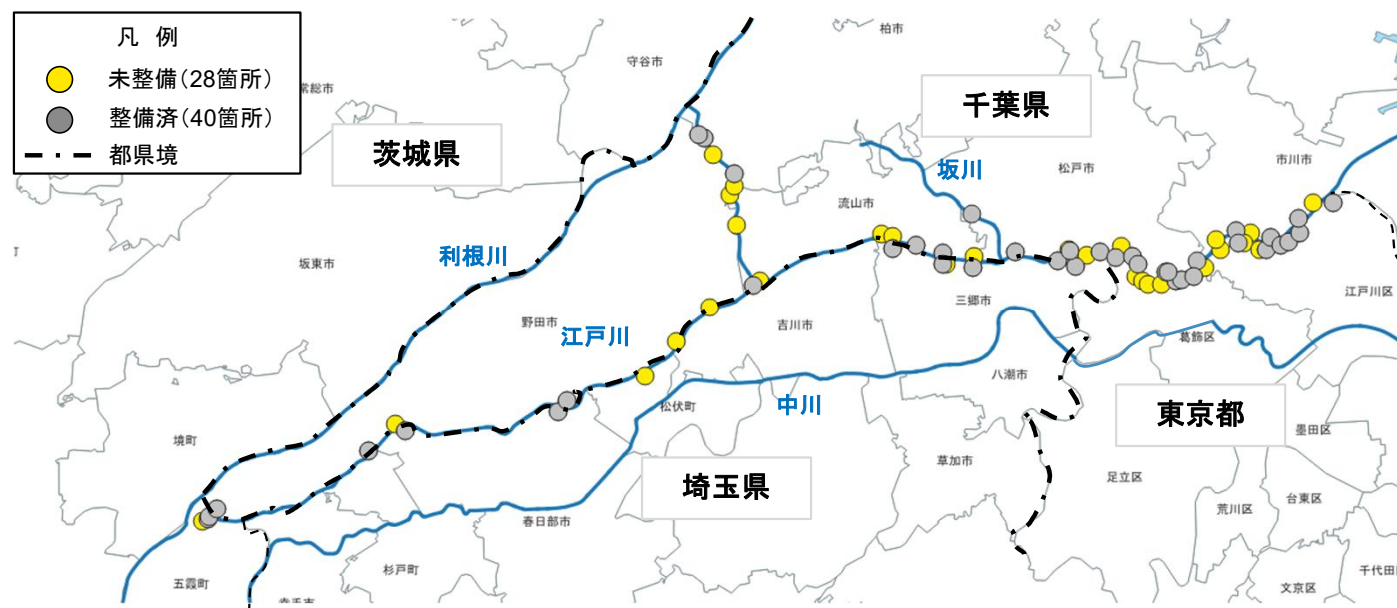 凡 例
未整備(28箇所)
整備済(40箇所)
都県境
常総市
守谷市
柏市
茨城県
千葉県
坂川
松戸市
市川市
流山市
利根川
坂東市
三郷市
江戸川区
野田市
江戸川
吉川市
葛飾区
八潮市
松伏町
中川
東京都
墨田区
境町
草加市
埼玉県
足立区
台東区
荒川区
春日部市
杉戸町
千代田
五霞町
文京区
幸手市